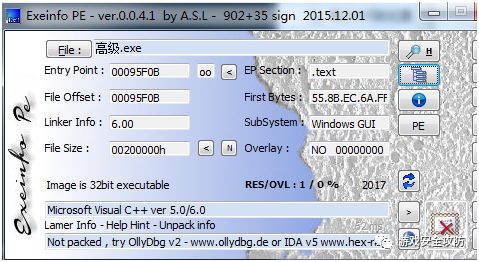 Exeinfo PE - ver.0.0.4.1 by A.S.L - 902+35 sign 2015.12.01
File : 高级.exe H
Entry Point : 00095F0B oo < EP Section : .text
File Offset : 00095F0B First Bytes : 55.8B.EC.6A.FF
Linker Info : 6.00 SubSystem : Windows GUI PE
File Size : 00200000h < N Overlay : NO 00000000
Image is 32bit executable RES/OVL : 1 / 0 % 2017
Exeinfo Pe
Microsoft Visual C++ ver 5.0/6.0 >
Lamer Info - Help Hint - Unpack info
Not packed , try OllyDbg v2 - www.ollydbg.de or IDA v5 www.hex-r
游戏安全攻防